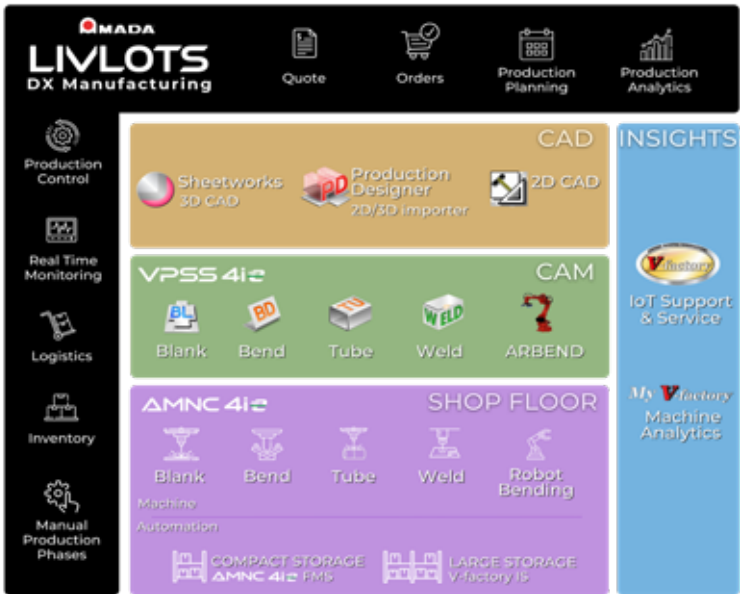 AMADA
LIVLOTS
DX Manufacturing
Quote
Orders
Production
Planning
Production
Analytics
Production
Control
Real Time
Monitoring
Logistics
Inventory
Manual
Production
Phases
CAD
Sheetworks
3D CAD
PD
Production
Designer
2D/3D importer
2D CAD
VPSS 4ie
CAM
BL
BD
TU
WELD
Blank
Bend
Tube
Weld
ARBEND
AMNC 4ie
SHOP FLOOR
Blank
Bend
Tube
Weld
Robot
Bending
Machine
Automation
COMPACT STORAGE
AMNC 4ie FMS
LARGE STORAGE
V-factory IS
INSIGHTS
Vfactory
IoT Support
& Service
My Vfactory
Machine
Analytics